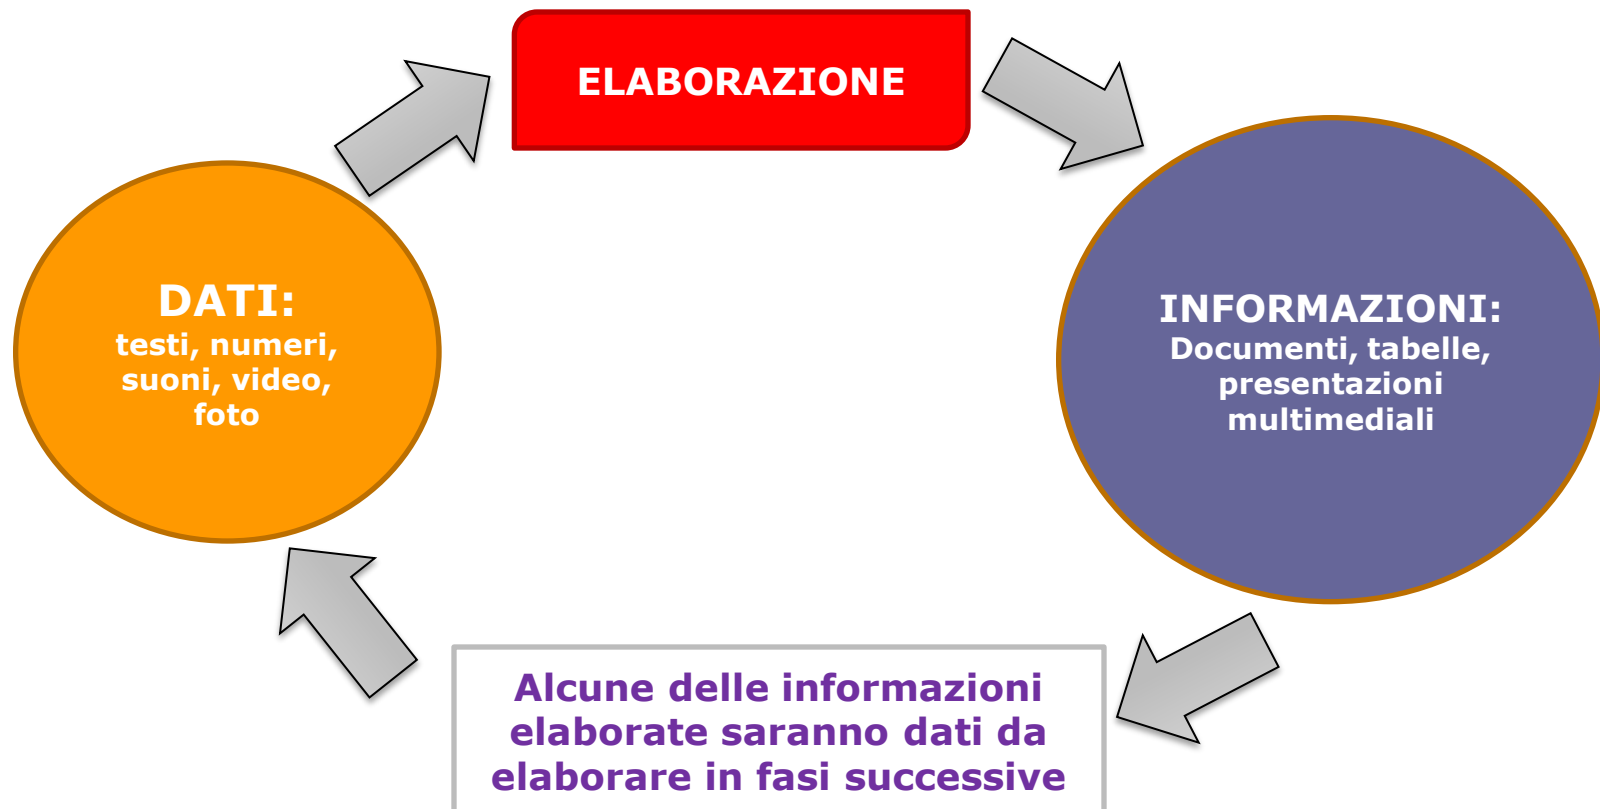 ELABORAZIONE
DATI:
testi, numeri,
suoni, video,
foto
INFORMAZIONI:
Documenti, tabelle,
presentazioni
multimediali
Alcune delle informazioni
elaborate saranno dati da
elaborare in fasi successive